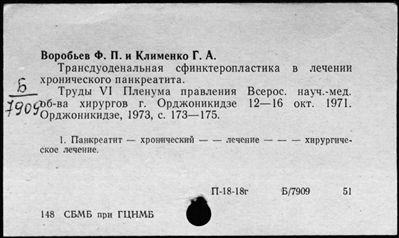 Воробьев Ф. П. и Клименко Г. А.
Трансдуоденальная сфинктеропластика в лечении
хронического панкреатита.
Труды VI Пленума правления Всерос. науч.-мед.
об-ва хирургов г. Орджоникидзе 12—16 окт. 1971.
Орджоникидзе, 1973, с. 173—175.
Б
7909
1. Панкреатит — хронический — — лечение — — — хирургиче-
ское лечение.
П-18-18г Б/7909 51
148 СБМБ при ГЦНМБ